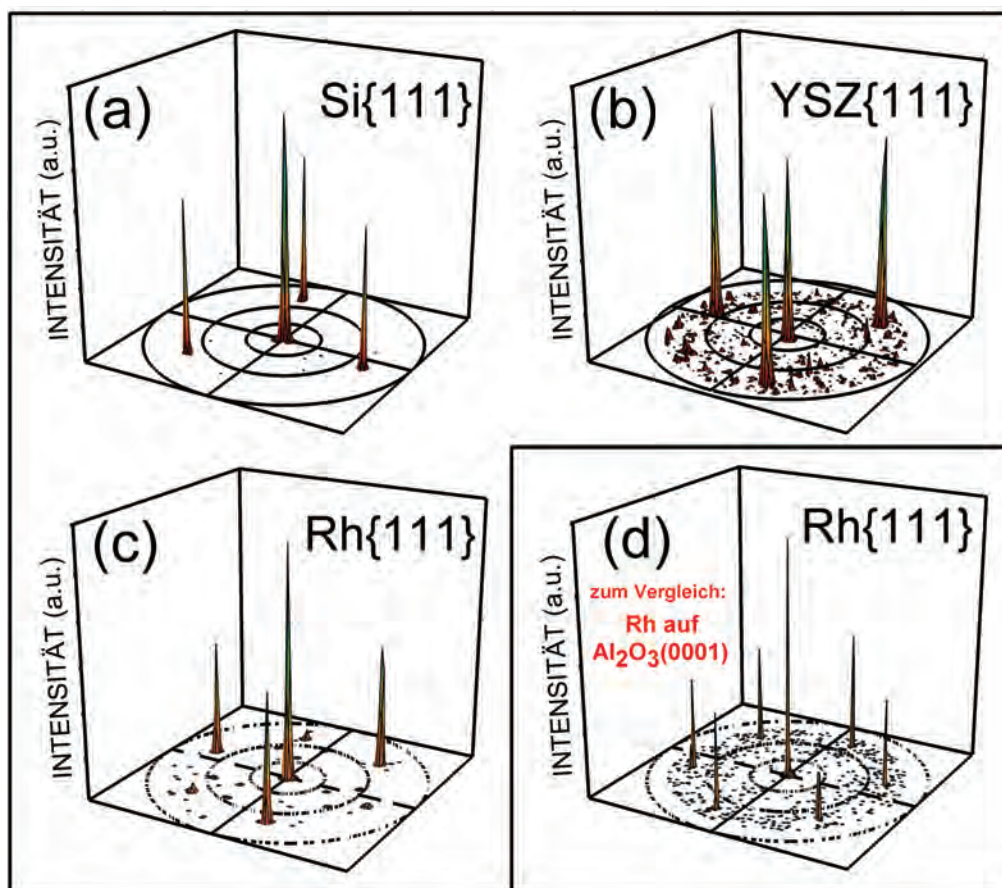 (a)
Si{111}
INTENSITÄT (a.u.)
(b)
YSZ{111}
INTENSITÄT (a.u.)
(c)
Rh{111}
INTENSITÄT (a.u.)
(d)
Rh{111}
zum Vergleich:
Rh auf
Al₂O₃(0001)
INTENSITÄT (a.u.)